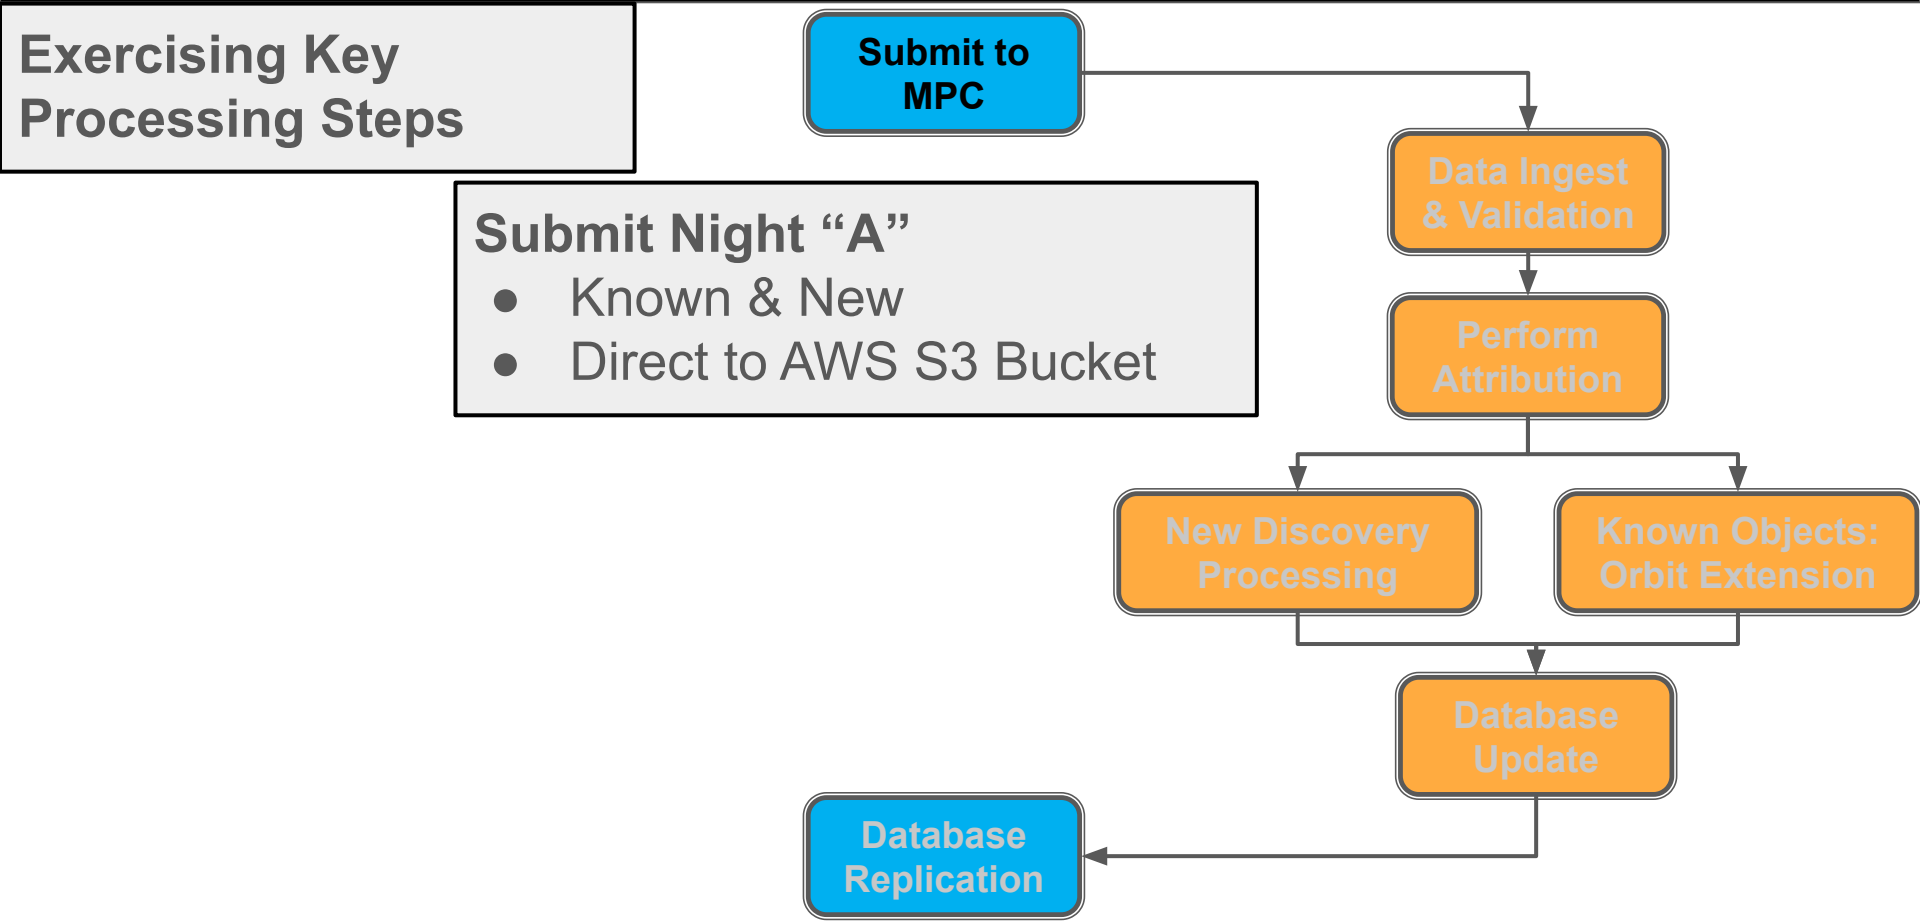 Exercising Key
Processing Steps
Submit to
MPC
Data Ingest
& Validation
Submit Night “A”
● Known & New
● Direct to AWS S3 Bucket
Perform
Attribution
New Discovery
Processing
Known Objects:
Orbit Extension
Database
Update
Database
Replication